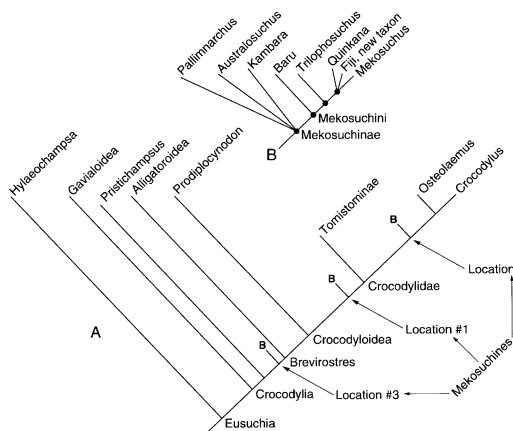 Pallimnarchus
Australosuchus
Kambara
Baru
Trilophosuchus
Quinkana
Fiji, new taxon
Mekosuchus
Mekosuchini
Mekosuchinae
B
Hylaeochampsa
Gavialoidea
Pristichampsus
Alligatoroidea
Prodiplocynodon
Tomistominae
Osteolaemus
Crocodylus
B
Location
B
Crocodylidae
A
Location #1
Crocodyloidea
B
Brevirostres
Mekosuchines
Location #3
Crocodylia
Eusuchia